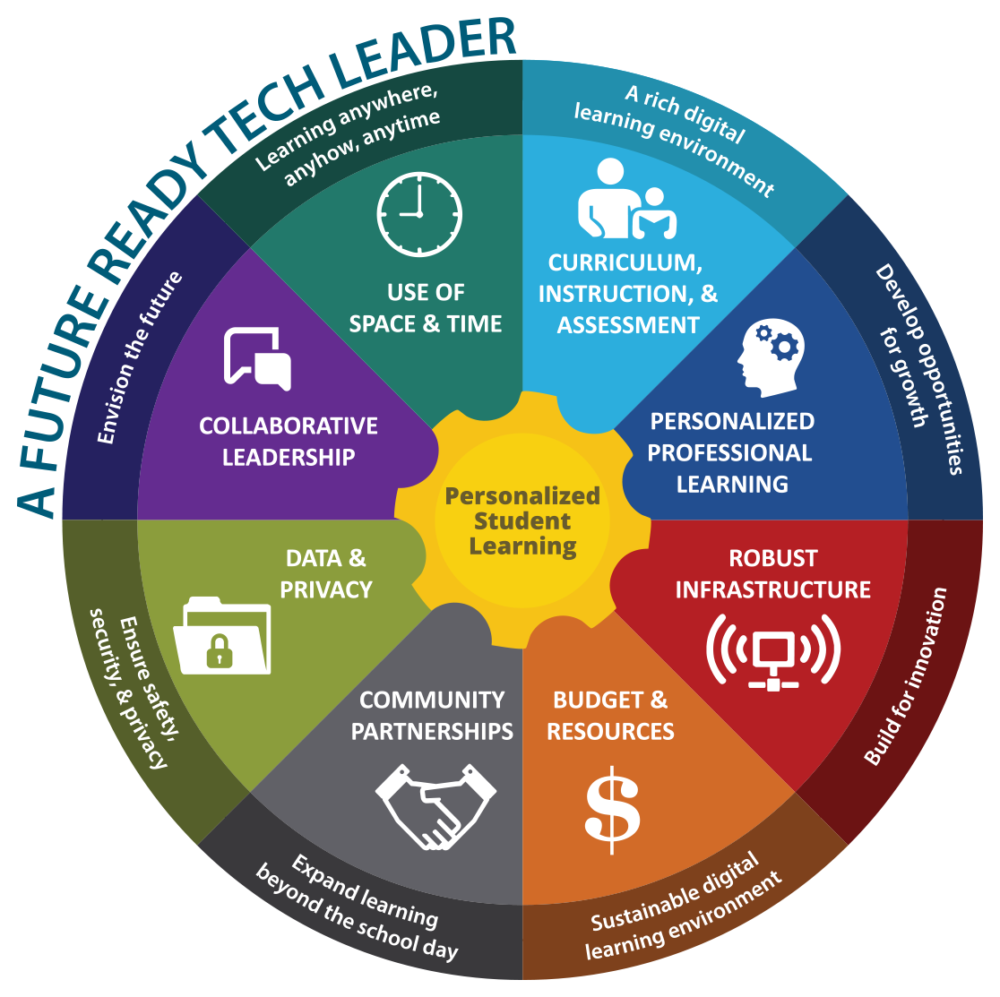 A FUTURE READY TECH LEADER
Learning anywhere,
anyhow, anytime
USE OF
SPACE & TIME
A rich digital
learning environment
CURRICULUM,
INSTRUCTION, &
ASSESSMENT
Develop opportunities
for growth
PERSONALIZED
PROFESSIONAL
LEARNING
Build for innovation
ROBUST
INFRASTRUCTURE
Sustainable digital
learning environment
BUDGET &
RESOURCES
$
Expand learning
beyond the school day
COMMUNITY
PARTNERSHIPS
Ensure safety,
security, & privacy
DATA &
PRIVACY
Envision the future
COLLABORATIVE
LEADERSHIP
Personalized
Student
Learning